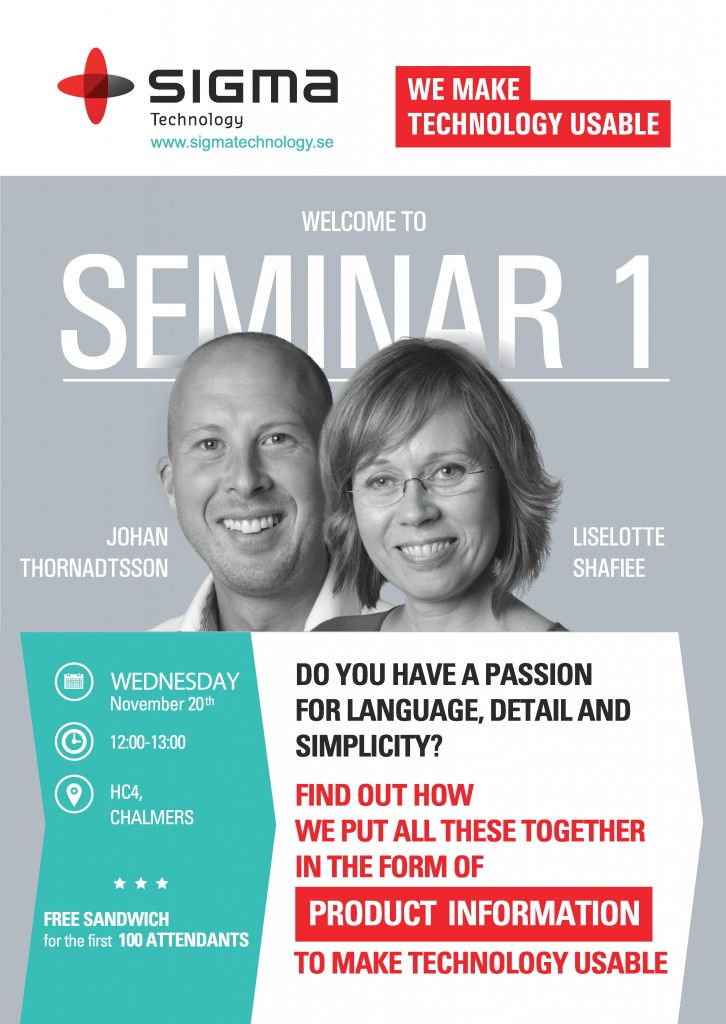 SIGMA
Technology
www.sigmatechnology.se
WE MAKE
TECHNOLOGY USABLE
WELCOME TO
SEMINAR 1
JOHAN
THORNADTSSON
LISELOTTE
SHAFIEE
WEDNESDAY
November 20th
12:00-13:00
HC4,
CHALMERS
FREE SANDWICH
for the first 100 ATTENDANTS
DO YOU HAVE A PASSION
FOR LANGUAGE, DETAIL AND
SIMPLICITY?
FIND OUT HOW
WE PUT ALL THESE TOGETHER
IN THE FORM OF
PRODUCT INFORMATION
TO MAKE TECHNOLOGY USABLE